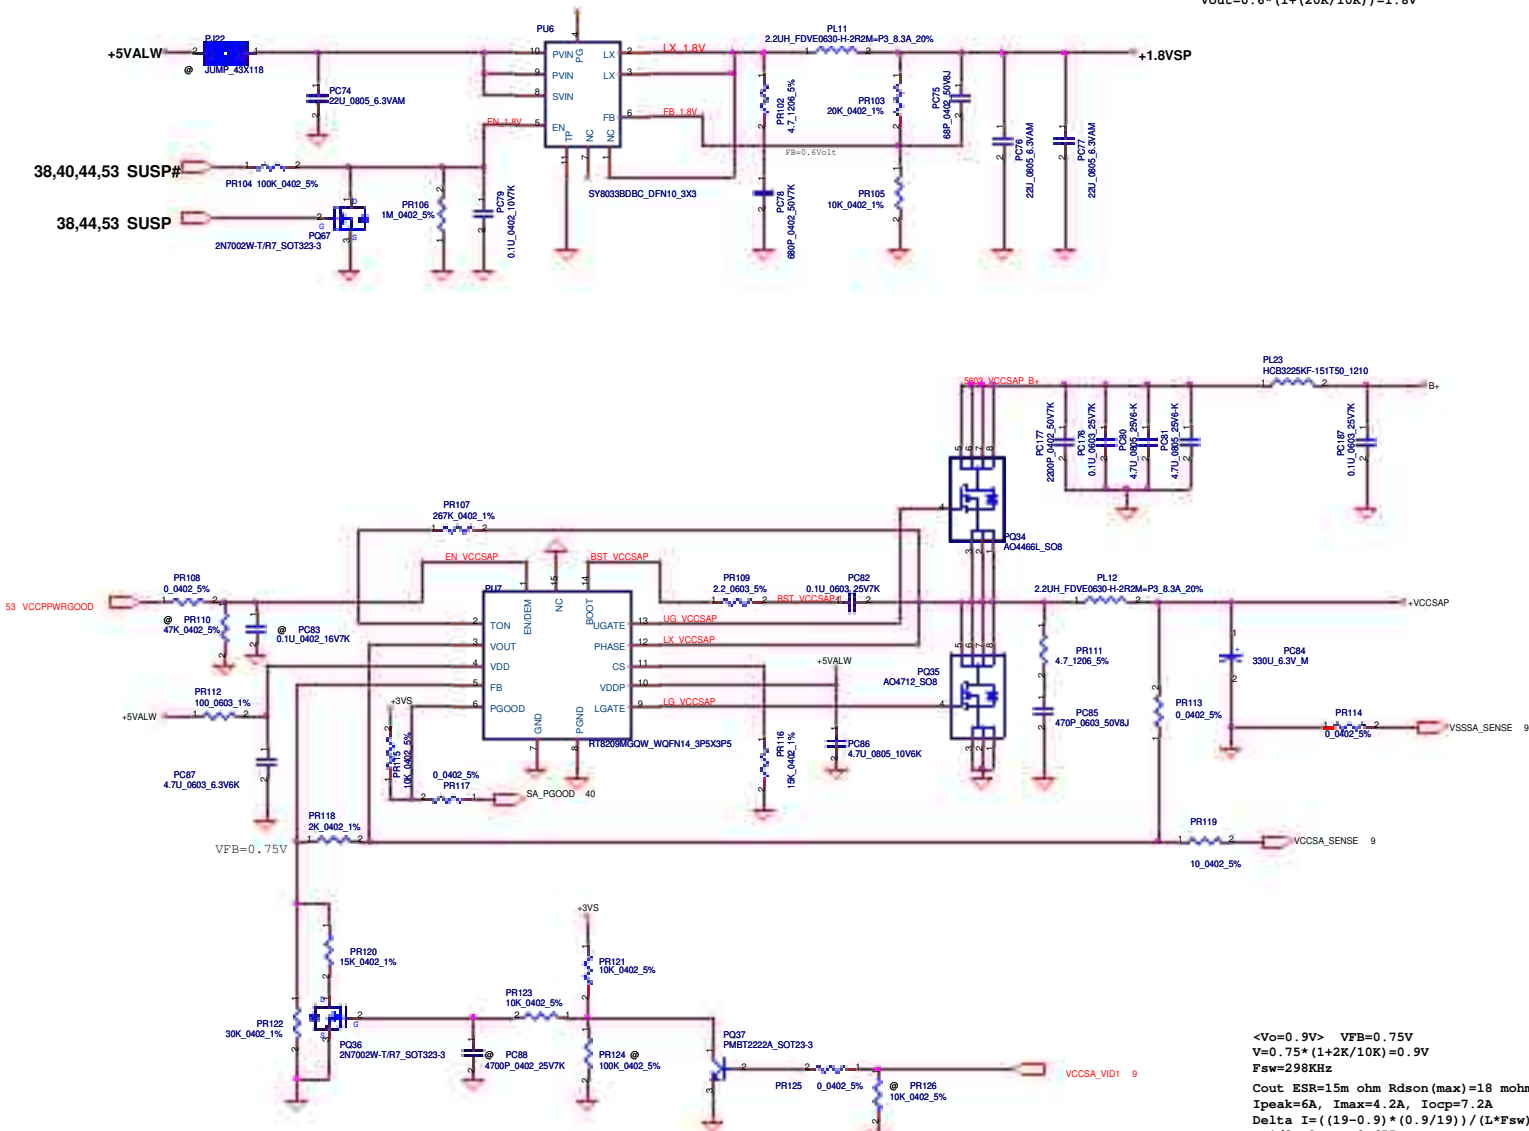 Vout=0.6*(1+(20K/10K))=1.8V
+5VALW
PJ22
JUMP_43X118
@
PC74
22U_0805_6.3VAM
PU6
PVIN
PVIN
SVIN
EN
PG
LX
LX
FB
TP
NC
NC
SY8033BDBC_DFN10_3X3
LX_1.8V
FB_1.8V
EN_1.8V
FB=0.6Volt
PL11
2.2UH_FDVE0630-H-2R2M=P3_8.3A_20%
+1.8VSP
PR102
4.7_1206_5%
PR103
20K_0402_1%
PC75
68P_0402_50V8J
PC76
22U_0805_6.3VAM
PC77
22U_0805_6.3VAM
PC78
680P_0402_50V7K
PR105
10K_0402_1%
38,40,44,53 SUSP#
PR104 100K_0402_5%
38,44,53 SUSP
PQ67
2N7002W-T/R7_SOT323-3
PR106
1M_0402_5%
PC79
0.1U_0402_10V7K
PL23
HCB3225KF-151T50_1210
B+
PC177
2200P_0402_50V7K
PC176
0.1U_0603_25V7K
PC80
4.7U_0805_25V6-K
PC81
4.7U_0805_25V6-K
PC187
0.1U_0603_25V7K
PQ34
AO4466L_SO8
PR107
267K_0402_1%
EN_VCCSAP
BST_VCCSAP
53 VCCPPWRGOOD
PR108
0_0402_5%
@ PR110
47K_0402_5%
@ PC83
0.1U_0402_16V7K
PU7
EN/DEM
NC
BOOT
TON
VOUT
VDD
FB
PGOOD
GND
PGND
UGATE
PHASE
CS
VDDP
LGATE
RT8209MGQW_WQFN14_3P5X3P5
PR109
2.2_0603_5%
PC82
0.1U_0603_25V7K
UG_VCCSAP
LX_VCCSAP
LG_VCCSAP
+5VALW
PC86
4.7U_0805_10V6K
PR116
15K_0402_1%
PL12
2.2UH_FDVE0630-H-2R2M=P3_8.3A_20%
+VCCSAP
PQ35
AO4712_SO8
PR111
4.7_1206_5%
PC85
470P_0603_50V8J
PR113
0_0402_5%
PC84
330U_6.3V_M
PR114
0_0402_5%
VSSSA_SENSE 9
PR112
100_0603_1%
+5VALW
PC87
4.7U_0603_6.3V6K
+3VS
PR115
10K_0402_5%
0_0402_5%
PR117
SA_PGOOD 40
PR118
2K_0402_1%
VFB=0.75V
PR119
10_0402_5%
VCCSA_SENSE 9
+3VS
PR120
15K_0402_1%
PR121
10K_0402_5%
PR122
30K_0402_1%
PQ36
2N7002W-T/R7_SOT323-3
PR123
10K_0402_5%
@ PC88
4700P_0402_25V7K
PR124 @
100K_0402_5%
PQ37
PMBT2222A_SOT23-3
PR125 0_0402_5%
@ PR126
10K_0402_5%
VCCSA_VID1 9
<Vo=0.9V> VFB=0.75V
V=0.75*(1+2K/10K)=0.9V
Fsw=298KHz
Cout ESR=15m ohm Rdson(max)=18 mohm
Ipeak=6A, Imax=4.2A, Iocp=7.2A
Delta I=((19-0.9)*(0.9/19))/(L*Fsw)